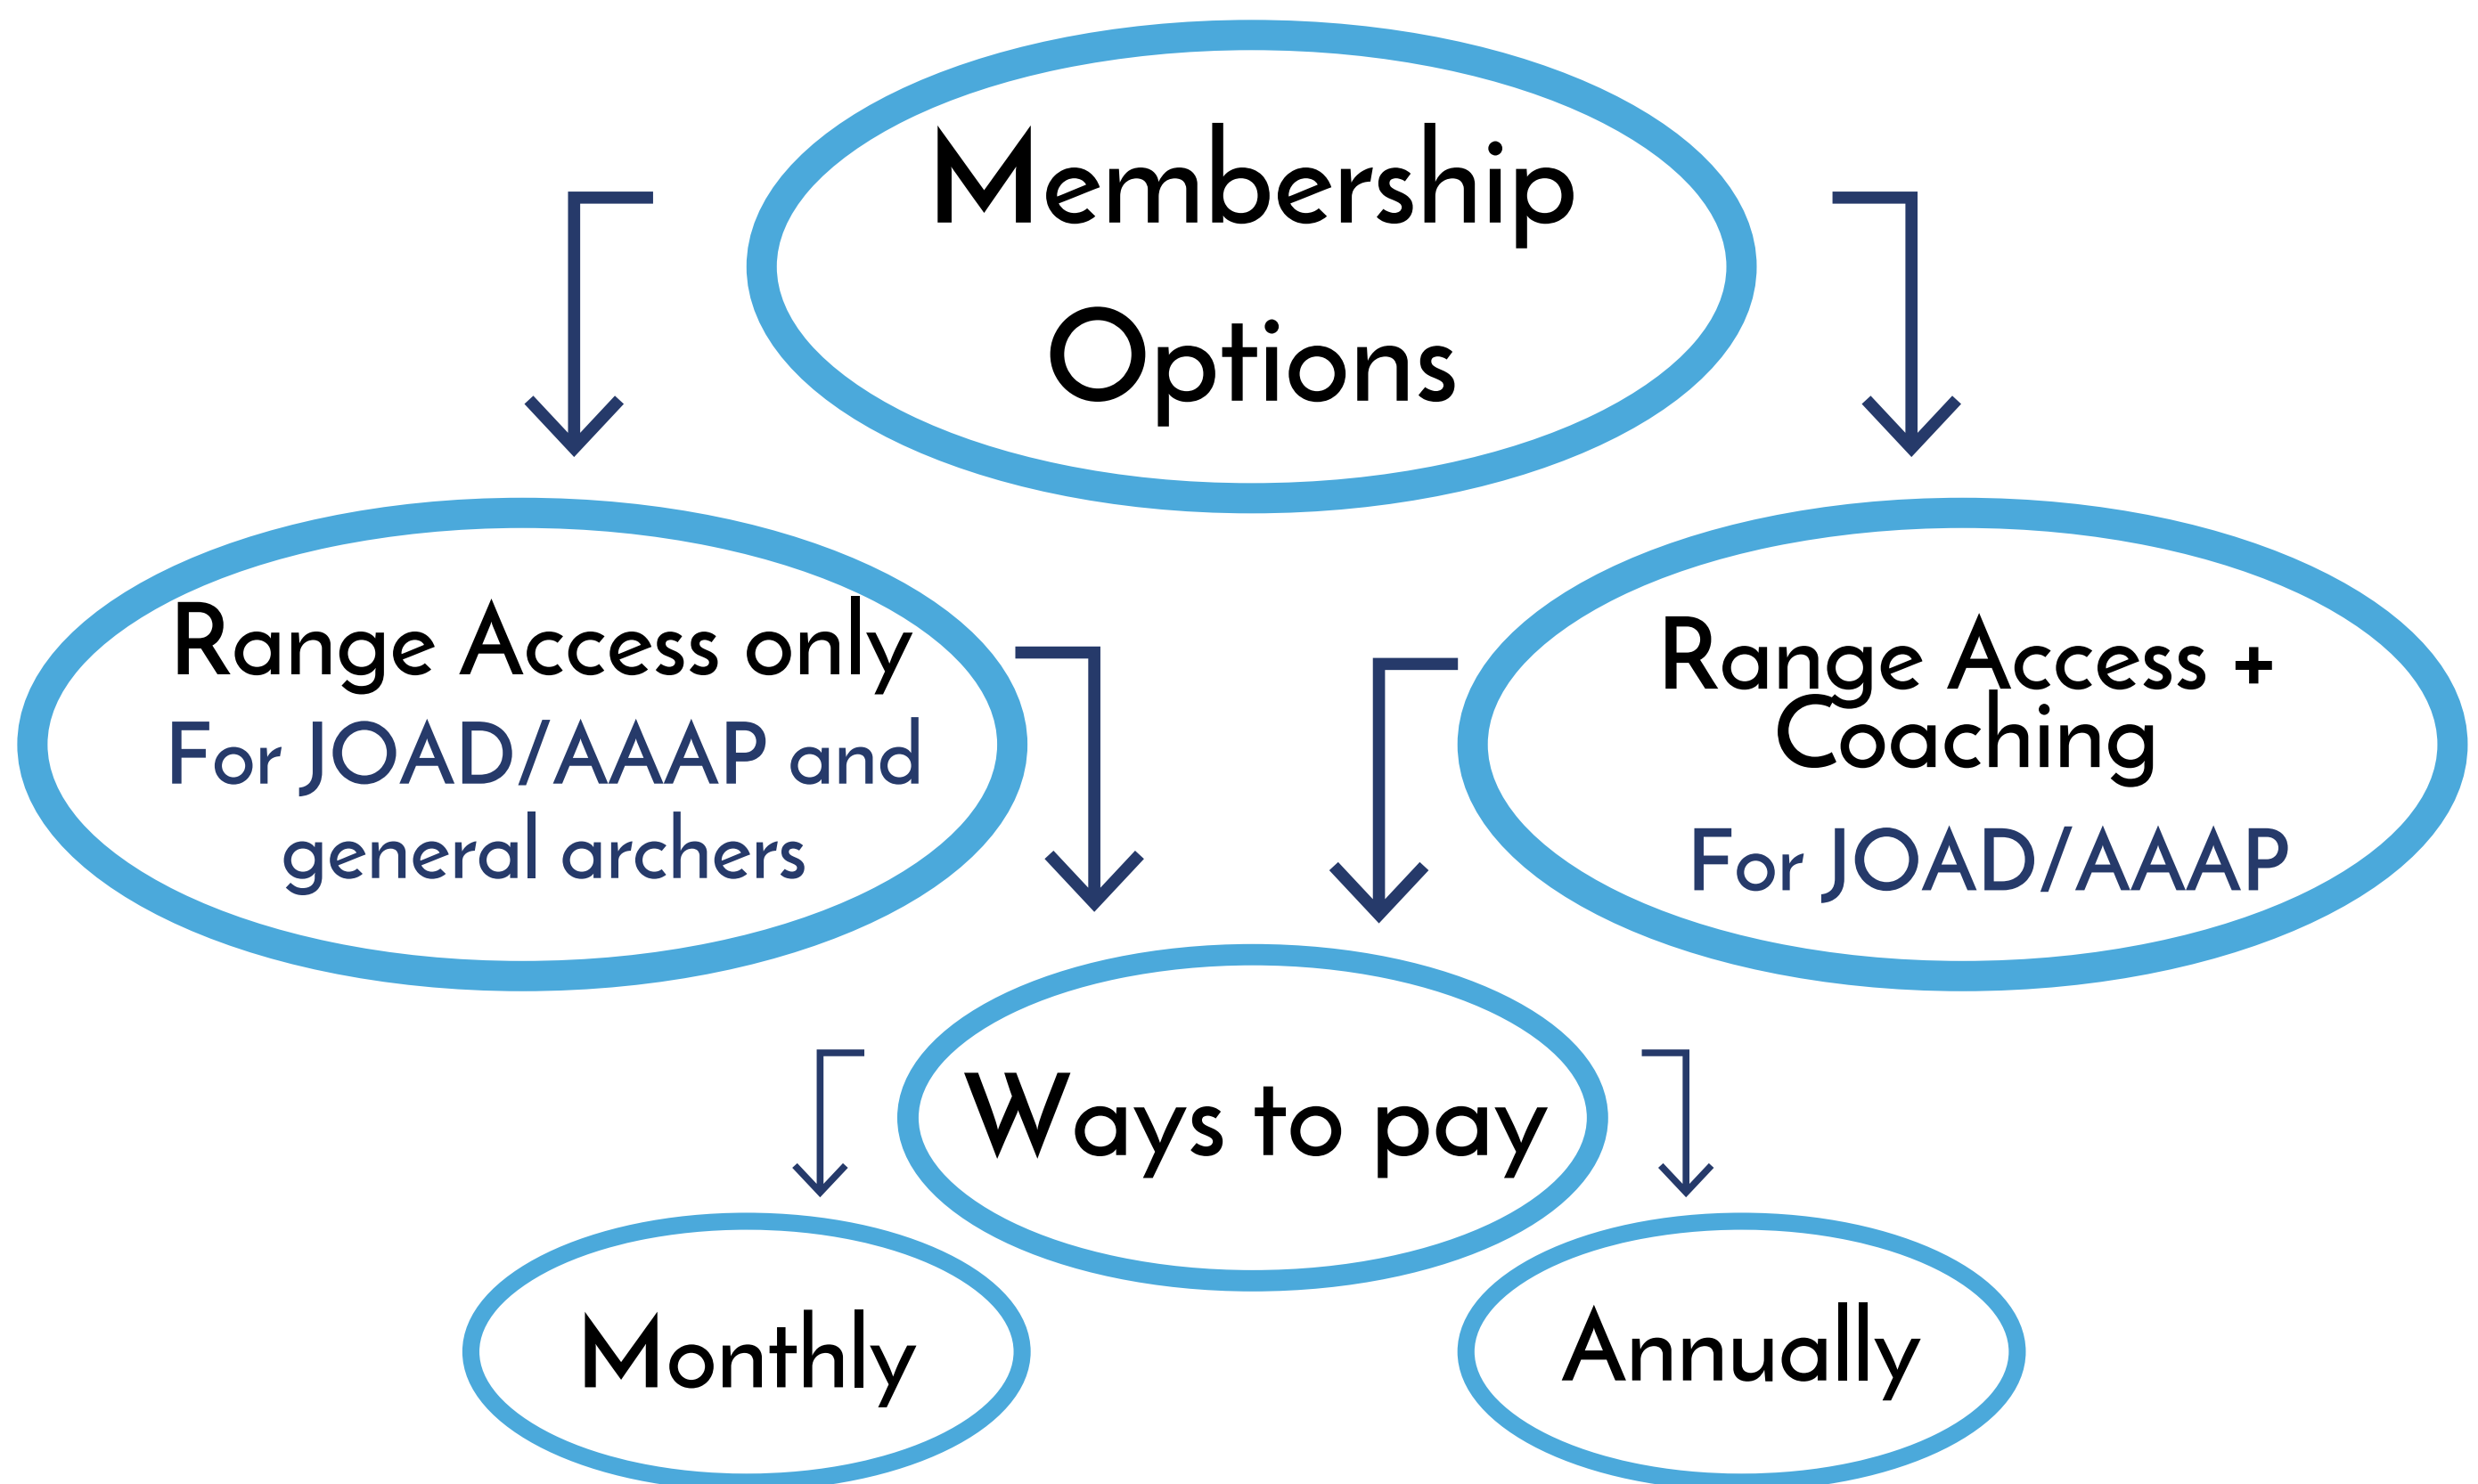 Membership
Options
Range Access only
For JOAD/AAAP and
general archers
Range Access +
Coaching
For JOAD/AAAP
Ways to pay
Monthly
Annually